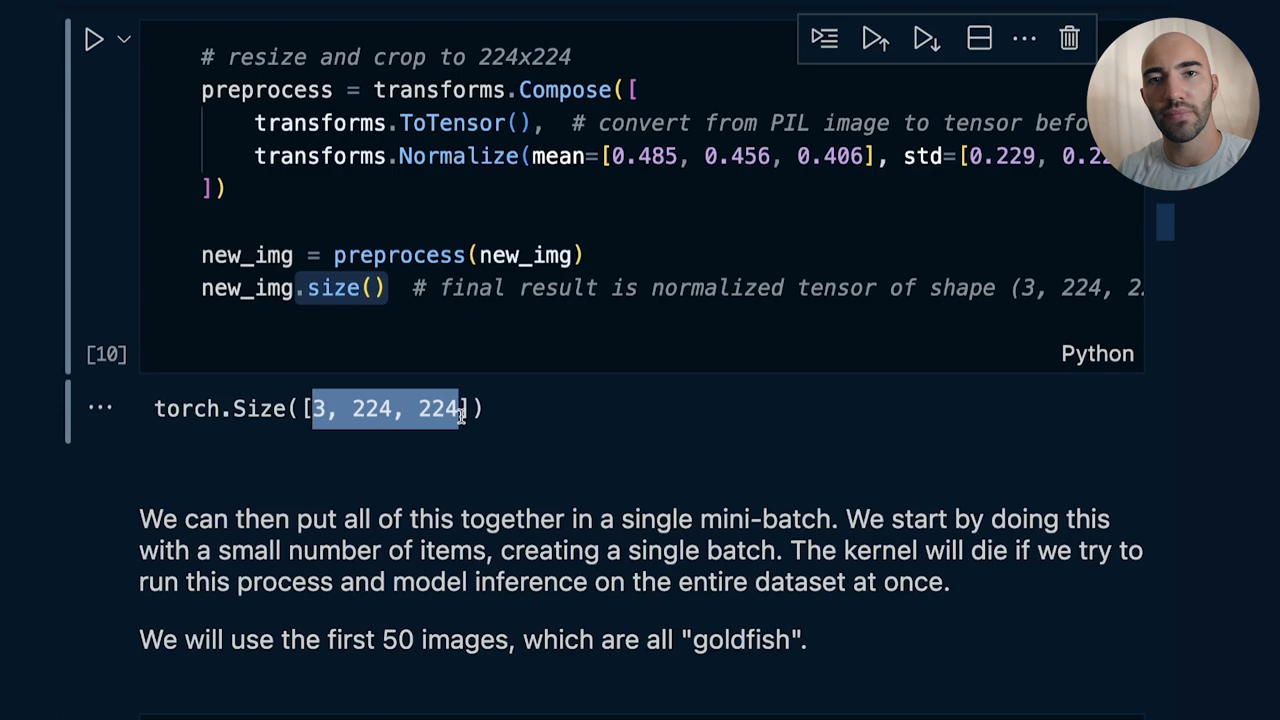 # resize and crop to 224x224
preprocess = transforms.Compose([
transforms.ToTensor(),  # convert from PIL image to tensor
transforms.Normalize(mean=[0.485, 0.456, 0.406], std=[0.229,
])
new_img = preprocess(new_img)
new_img.size()  # final result is normalized tensor of shape (3, 224,
[10]
Python
torch.Size([3, 224, 224])
We can then put all of this together in a single mini-batch. We start by doing this
with a small number of items, creating a single batch. The kernel will die if we try to
run this process and model inference on the entire dataset at once.
We will use the first 50 images, which are all "goldfish".